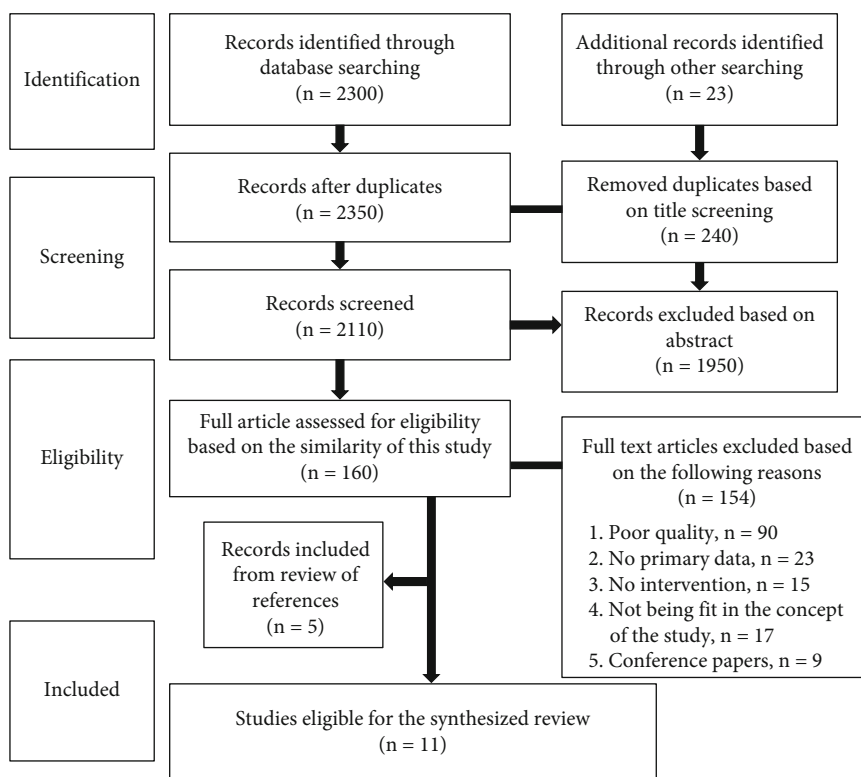 Identification
Records identified through
database searching
(n = 2300)
Additional records identified
through other searching
(n = 23)
Screening
Records after duplicates
(n = 2350)
Removed duplicates based
on title screening
(n = 240)
Records screened
(n = 2110)
Records excluded based on
abstract
(n = 1950)
Eligibility
Full article assessed for eligibility
based on the similarity of this study
(n = 160)
Full text articles excluded based
on the following reasons
(n = 154)
1. Poor quality, n = 90
2. No primary data, n = 23
3. No intervention, n = 15
4. Not being fit in the concept
of the study, n = 17
5. Conference papers, n = 9
Records included
from review of
references
(n = 5)
Included
Studies eligible for the synthesized review
(n = 11)